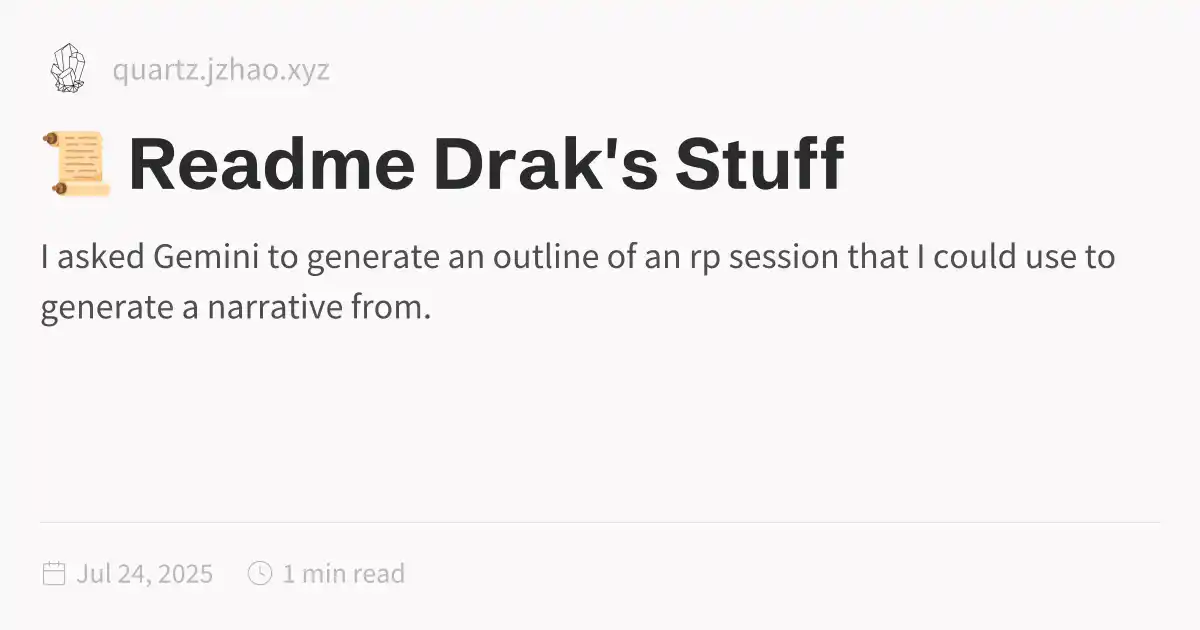 quartz.jzhao.xyz
📜 Readme Drak's Stuff
I asked Gemini to generate an outline of an rp session that I could use to
generate a narrative from.
Jul 24, 2025 1 min read